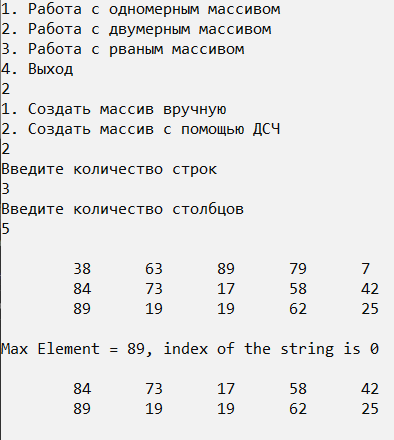 1. Работа с одномерным массивом
2. Работа с двумерным массивом
3. Работа с рваным массивом
4. Выход
2
1. Создать массив вручную
2. Создать массив с помощью ДСЧ
2
Введите количество строк
3
Введите количество столбцов
5
38 63 89 79 7
84 73 17 58 42
89 19 19 62 25
Max Element = 89, index of the string is 0
84 73 17 58 42
89 19 19 62 25